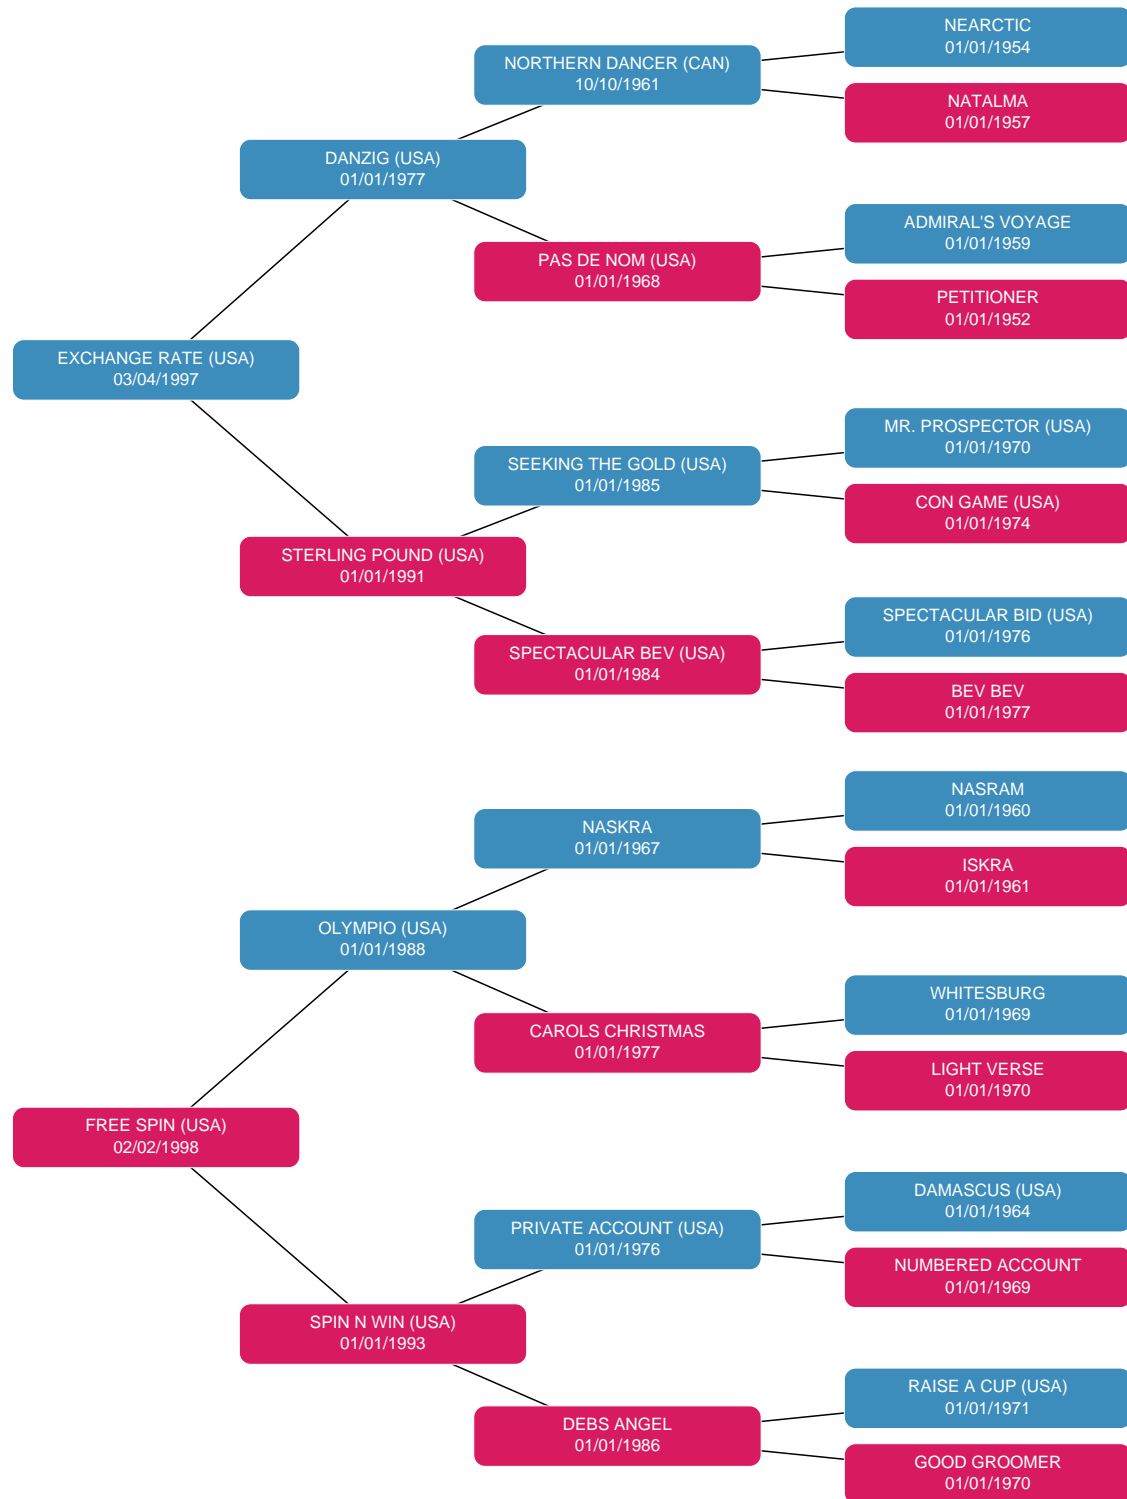 NEARCTIC
01/01/1954
NORTHERN DANCER (CAN)
10/10/1961
NATALMA
01/01/1957
DANZIG (USA)
01/01/1977
ADMIRAL'S VOYAGE
01/01/1959
PAS DE NOM (USA)
01/01/1968
PETITIONER
01/01/1952
EXCHANGE RATE (USA)
03/04/1997
MR. PROSPECTOR (USA)
01/01/1970
SEEKING THE GOLD (USA)
01/01/1985
CON GAME (USA)
01/01/1974
STERLING POUND (USA)
01/01/1991
SPECTACULAR BID (USA)
01/01/1976
SPECTACULAR BEV (USA)
01/01/1984
BEV BEV
01/01/1977
NASRAM
01/01/1960
NASKRA
01/01/1967
ISKRA
01/01/1961
OLYMPIO (USA)
01/01/1988
WHITESBURG
01/01/1969
CAROLS CHRISTMAS
01/01/1977
LIGHT VERSE
01/01/1970
FREE SPIN (USA)
02/02/1998
DAMASCUS (USA)
01/01/1964
PRIVATE ACCOUNT (USA)
01/01/1976
NUMBERED ACCOUNT
01/01/1969
SPIN N WIN (USA)
01/01/1993
RAISE A CUP (USA)
01/01/1971
DEBS ANGEL
01/01/1986
GOOD GROOMER
01/01/1970